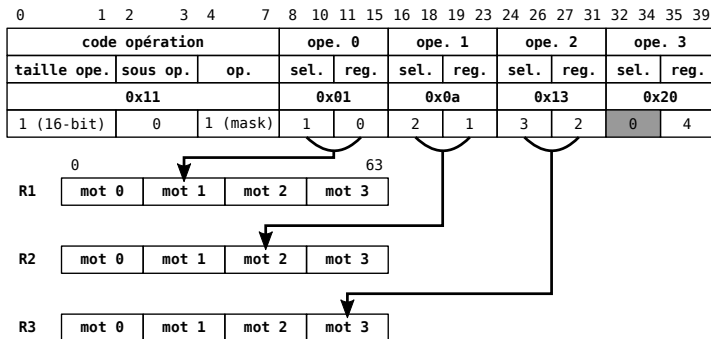 0 1 2 3 4 7 8 10 11 15 16 18 19 23 24 26 27 31 32 34 35 39
code opération ope. 0 ope. 1 ope. 2 ope. 3
taille ope. sous op. op. sel. reg. sel. reg. sel. reg. sel. reg.
0x11 0x01 0x0a 0x13 0x20
1 (16-bit) 0 1 (mask) 1 0 2 1 3 2 0 4
0 63
R1 mot 0 mot 1 mot 2 mot 3
R2 mot 0 mot 1 mot 2 mot 3
R3 mot 0 mot 1 mot 2 mot 3